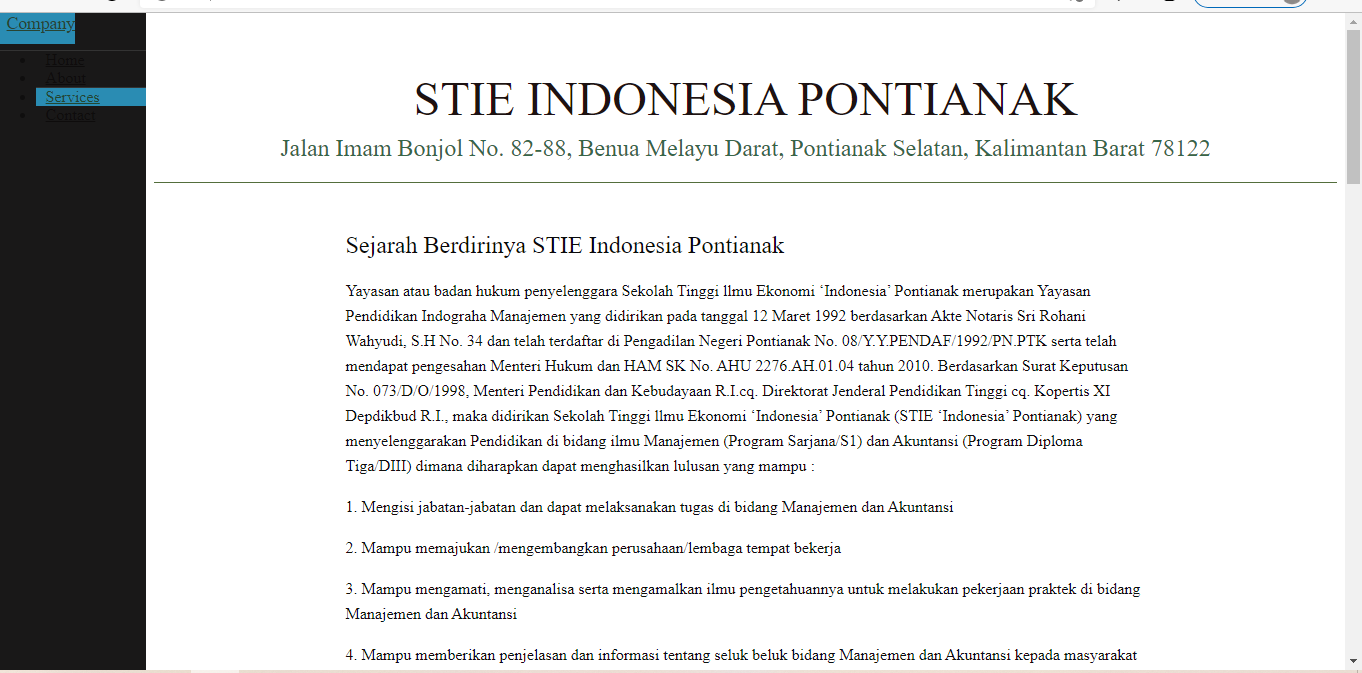 Company
Home
About
Services
Contact
STIE INDONESIA PONTIANAK
Jalan Imam Bonjol No. 82-88, Benua Melayu Darat, Pontianak Selatan, Kalimantan Barat 78122
Sejarah Berdirinya STIE Indonesia Pontianak
Yayasan atau badan hukum penyelenggara Sekolah Tinggi llmu Ekonomi ‘Indonesia’ Pontianak merupakan Yayasan
Pendidikan Indograha Manajemen yang didirikan pada tanggal 12 Maret 1992 berdasarkan Akte Notaris Sri Rohani
Wahyudi, S.H No. 34 dan telah terdaftar di Pengadilan Negeri Pontianak No. 08/Y.Y.PENDAF/1992/PN.PTK serta telah
mendapat pengesahan Menteri Hukum dan HAM SK No. AHU 2276.AH.01.04 tahun 2010. Berdasarkan Surat Keputusan
No. 073/D/O/1998, Menteri Pendidikan dan Kebudayaan R.I.cq. Direktorat Jenderal Pendidikan Tinggi cq. Kopertis XI
Depdikbud R.I., maka didirikan Sekolah Tinggi llmu Ekonomi ‘Indonesia’ Pontianak (STIE ‘Indonesia’ Pontianak) yang
menyelenggarakan Pendidikan di bidang ilmu Manajemen (Program Sarjana/S1) dan Akuntansi (Program Diploma
Tiga/DIII) dimana diharapkan dapat menghasilkan lulusan yang mampu :
1. Mengisi jabatan-jabatan dan dapat melaksanakan tugas di bidang Manajemen dan Akuntansi
2. Mampu memajukan /mengembangkan perusahaan/lembaga tempat bekerja
3. Mampu mengamati, menganalisa serta mengamalkan ilmu pengetahuannya untuk melakukan pekerjaan praktek di bidang
Manajemen dan Akuntansi
4. Mampu memberikan penjelasan dan informasi tentang seluk beluk bidang Manajemen dan Akuntansi kepada masyarakat